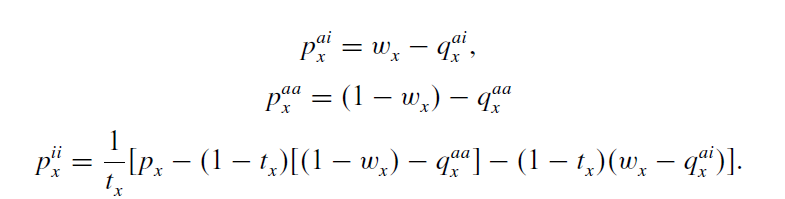 p_x^{ai} = w_x − q_x^{ai},
p_x^{aa} = (1 − w_x) − q_x^{aa}
p_x^{ii} = \frac{1}{t_x}[p_x − (1 − t_x)[(1 − w_x) − q_x^{aa}] − (1 − t_x)(w_x − q_x^{ai})].